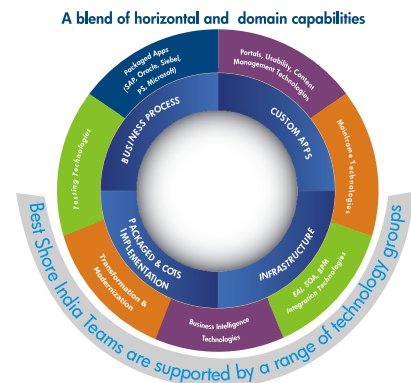 A blend of horizontal and domain capabilities
Packaged Apps
(SAP, Oracle, Siebel,
PS, Microsoft)
Portals, Usability, Content
Management Technologies
Mainframe Technologies
EAI, SOA, BPM
Integration Technologies
Business Intelligence
Technologies
Transformation &
Modernization
Testing Technologies
BUSINESS PROCESS
CUSTOM APPS
INFRASTRUCTURE
PACKAGED & COTS
IMPLEMENTATION
Best Shore India Teams are supported by a range of technology groups